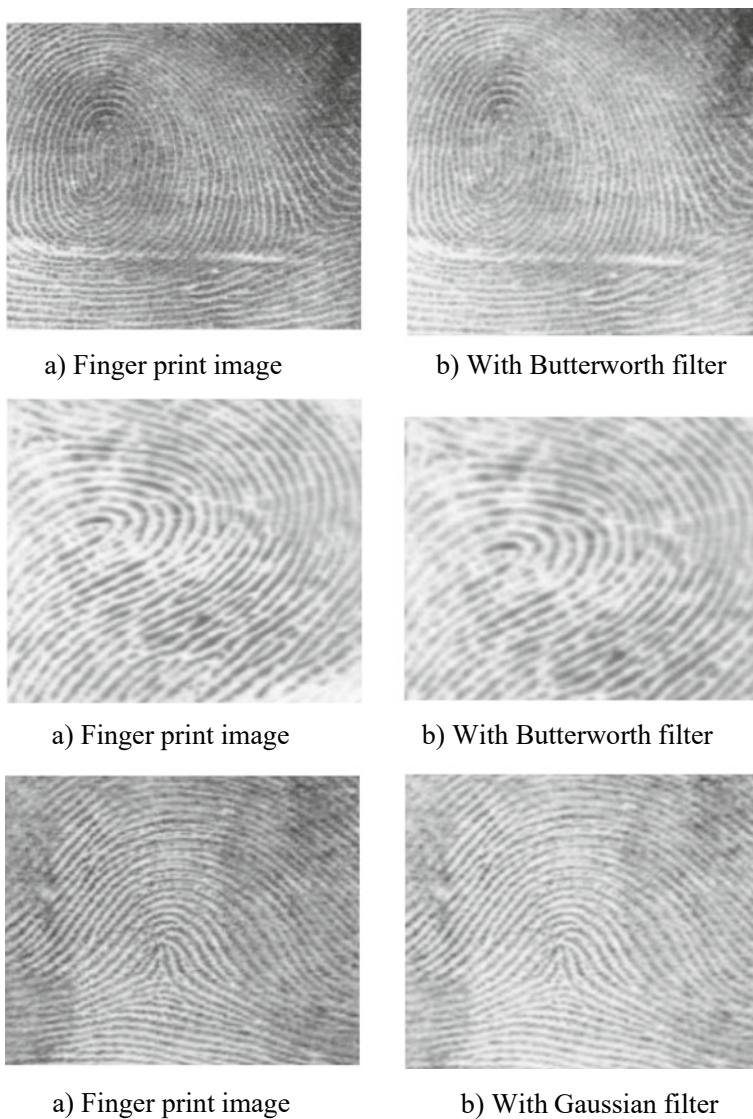 a) Finger print image
b) With Butterworth filter
a) Finger print image
b) With Butterworth filter
a) Finger print image
b) With Gaussian filter